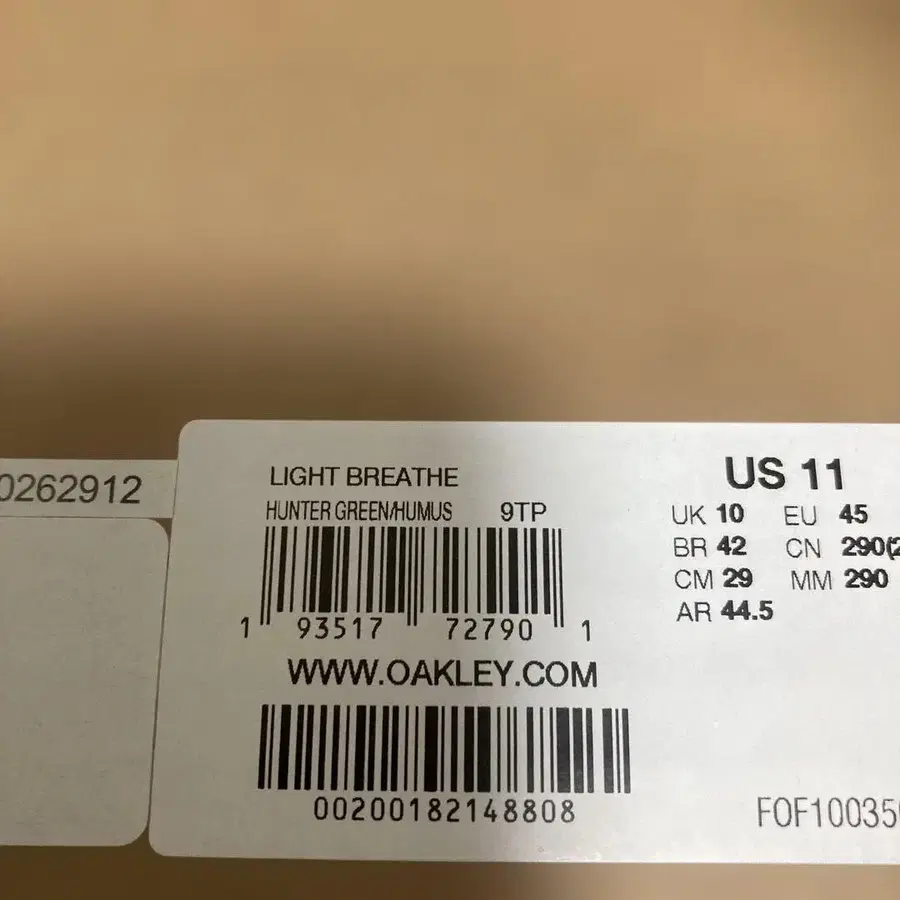 0262912
LIGHT BREATHE
HUNTER GREEN/HUMUS 9TP
1 93517 72790 1
WWW.OAKLEY.COM
00200182148808
US 11
UK 10 EU 45
BR 42 CN 290(2
CM 29 MM 290
AR 44.5
FOF10035